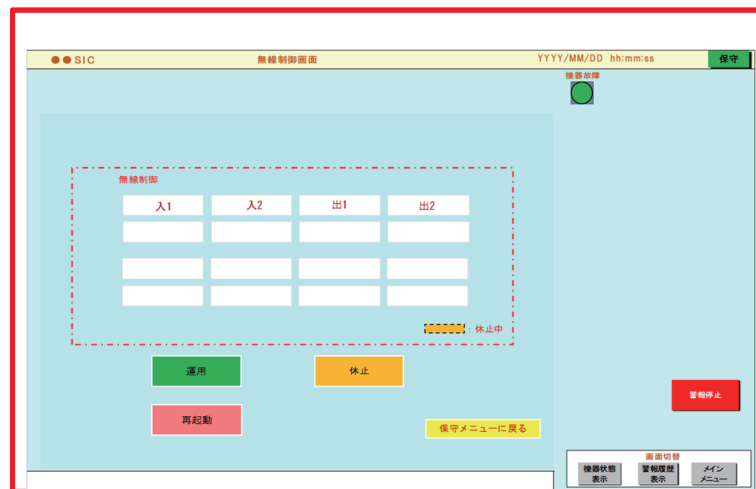 ●●SIC
無線制御画面
YYYY/MM/DD hh:mm:ss
保守
機器故障
無線制御
入1 入2 出1 出2
: 休止中
運用
休止
再起動
保守メニューに戻る
警報停止
画面切替
機器状態
表示
警報履歴
表示
メイン
メニュー